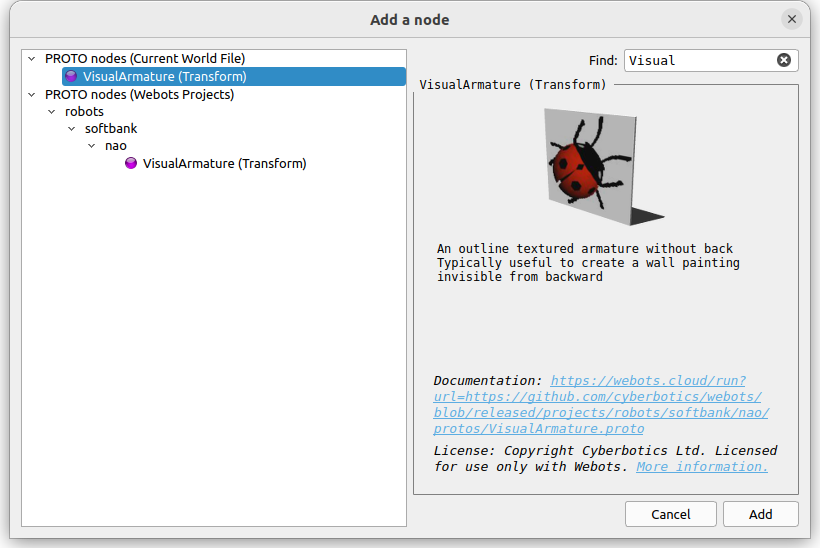 Add a node
PROTO nodes (Current World File)
VisualArmature (Transform)
PROTO nodes (Webots Projects)
robots
softbank
nao
VisualArmature (Transform)
Find: Visual
VisualArmature (Transform)
An outline textured armature without back
Typically useful to create a wall painting
invisible from backward
Documentation: https://webots.cloud/run?
url=https://github.com/cyberbotics/webots/
blob/released/projects/robots/softbank/nao/
protos/VisualArmature.proto
License: Copyright Cyberbotics Ltd. Licensed
for use only with Webots. More information.
Cancel
Add